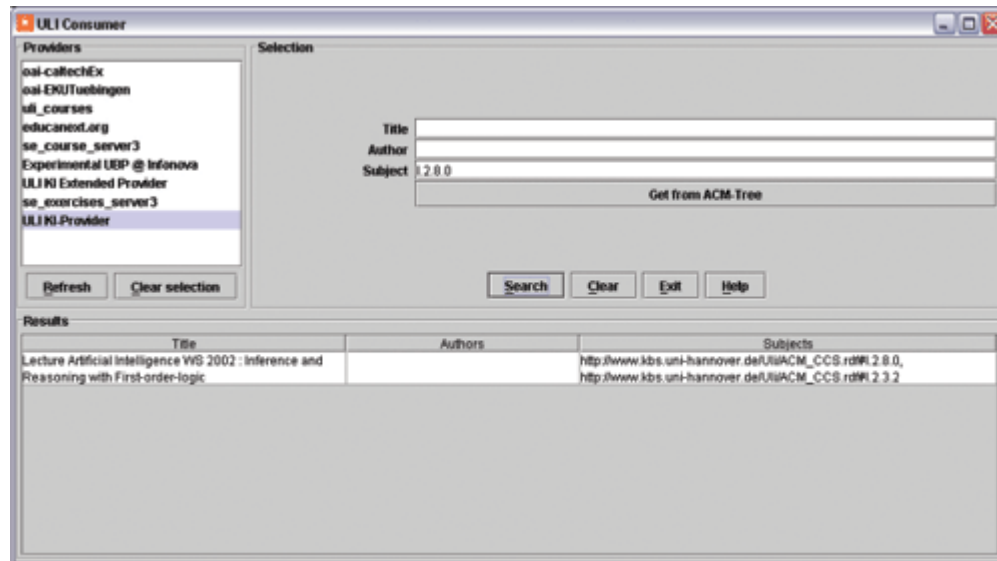 ULI Consumer
Providers
oai-caltechEx
oai-EKUTuebingen
uli_courses
educanext.org
se_course_server3
Experimental UBP @ Infonova
ULI KI Extended Provider
se_exercises_server3
ULI KI-Provider
Refresh
Clear selection
Selection
Title
Author
Subject I.2.8.0
Get from ACM-Tree
Search
Clear
Exit
Help
Results
Title
Authors
Subjects
Lecture Artificial Intelligence WS 2002 : Inference and
Reasoning with First-order-logic
http://www.kbs.uni-hannover.de/Uli/ACM_CCS.rdf#I.2.8.0,
http://www.kbs.uni-hannover.de/Uli/ACM_CCS.rdf#I.2.3.2